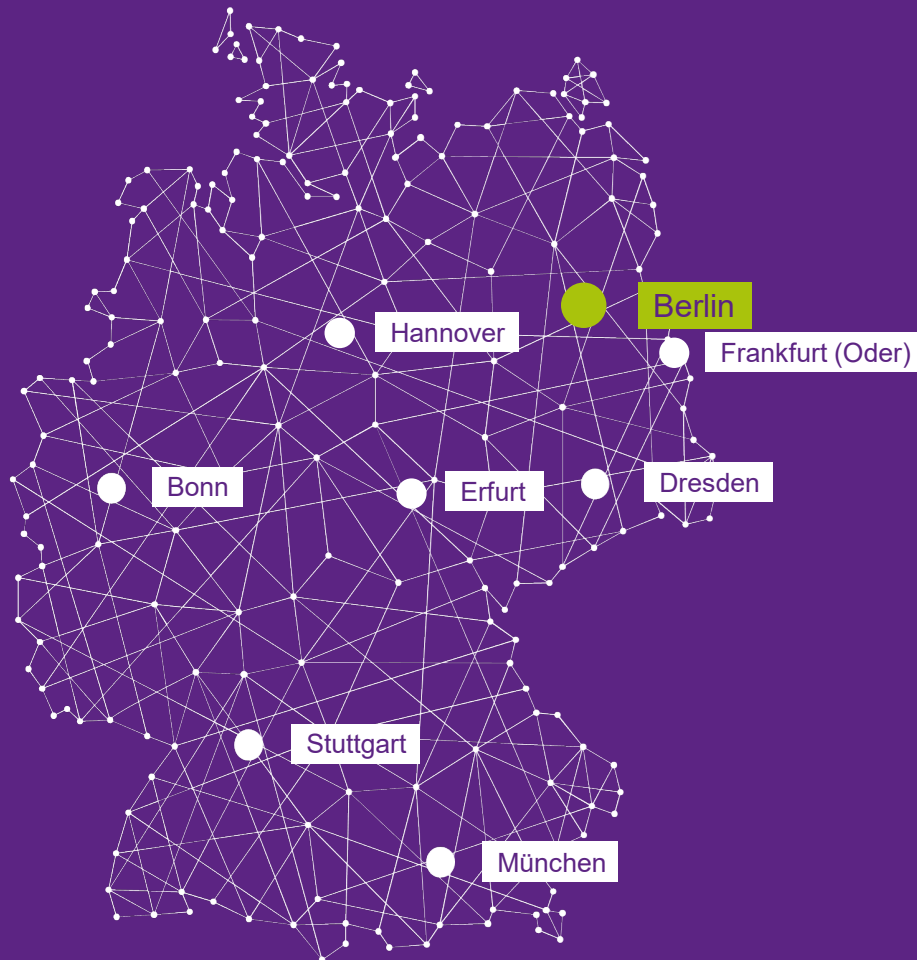 Berlin
Hannover
Frankfurt (Oder)
Bonn
Erfurt
Dresden
Stuttgart
München